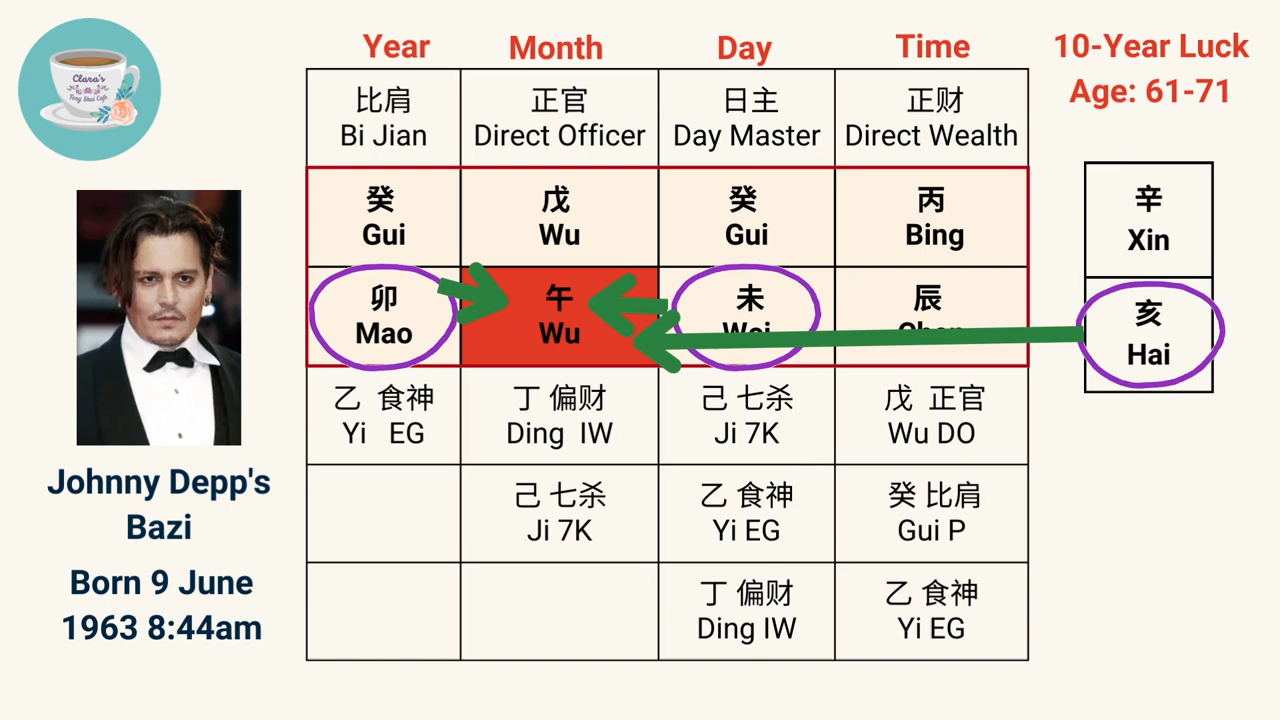 Clara's
Feng Shui Cafe
Year
Month
Day
Time
10-Year Luck
Age: 61-71
比肩
Bi Jian
正官
Direct Officer
日主
Day Master
正财
Direct Wealth
癸
Gui
戊
Wu
癸
Gui
丙
Bing
辛
Xin
卯
Mao
午
Wu
未
Wei
辰
亥
Hai
乙 食神
Yi EG
丁 偏财
Ding IW
己 七杀
Ji 7K
戊 正官
Wu DO
己 七杀
Ji 7K
乙 食神
Yi EG
癸 比肩
Gui P
丁 偏财
Ding IW
乙 食神
Yi EG
Johnny Depp's
Bazi
Born 9 June
1963 8:44am